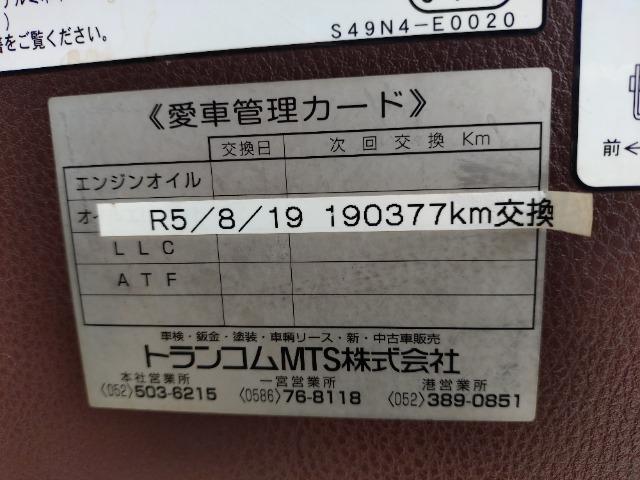 S49N4-E0020
をご覧ください。
《愛車管理カード》
交換日 次回交換 Km
エンジンオイル
オ
R5/8/19 190377km交換
LLC
ATF
車検・鈑金・塗装・車輌リース・新・中古車販売
トランコムMTS株式会社
本社営業所 一宮営業所 港営業所
〈052〉503-6215 〈0586〉76-8118 〈052〉389-0851
前←